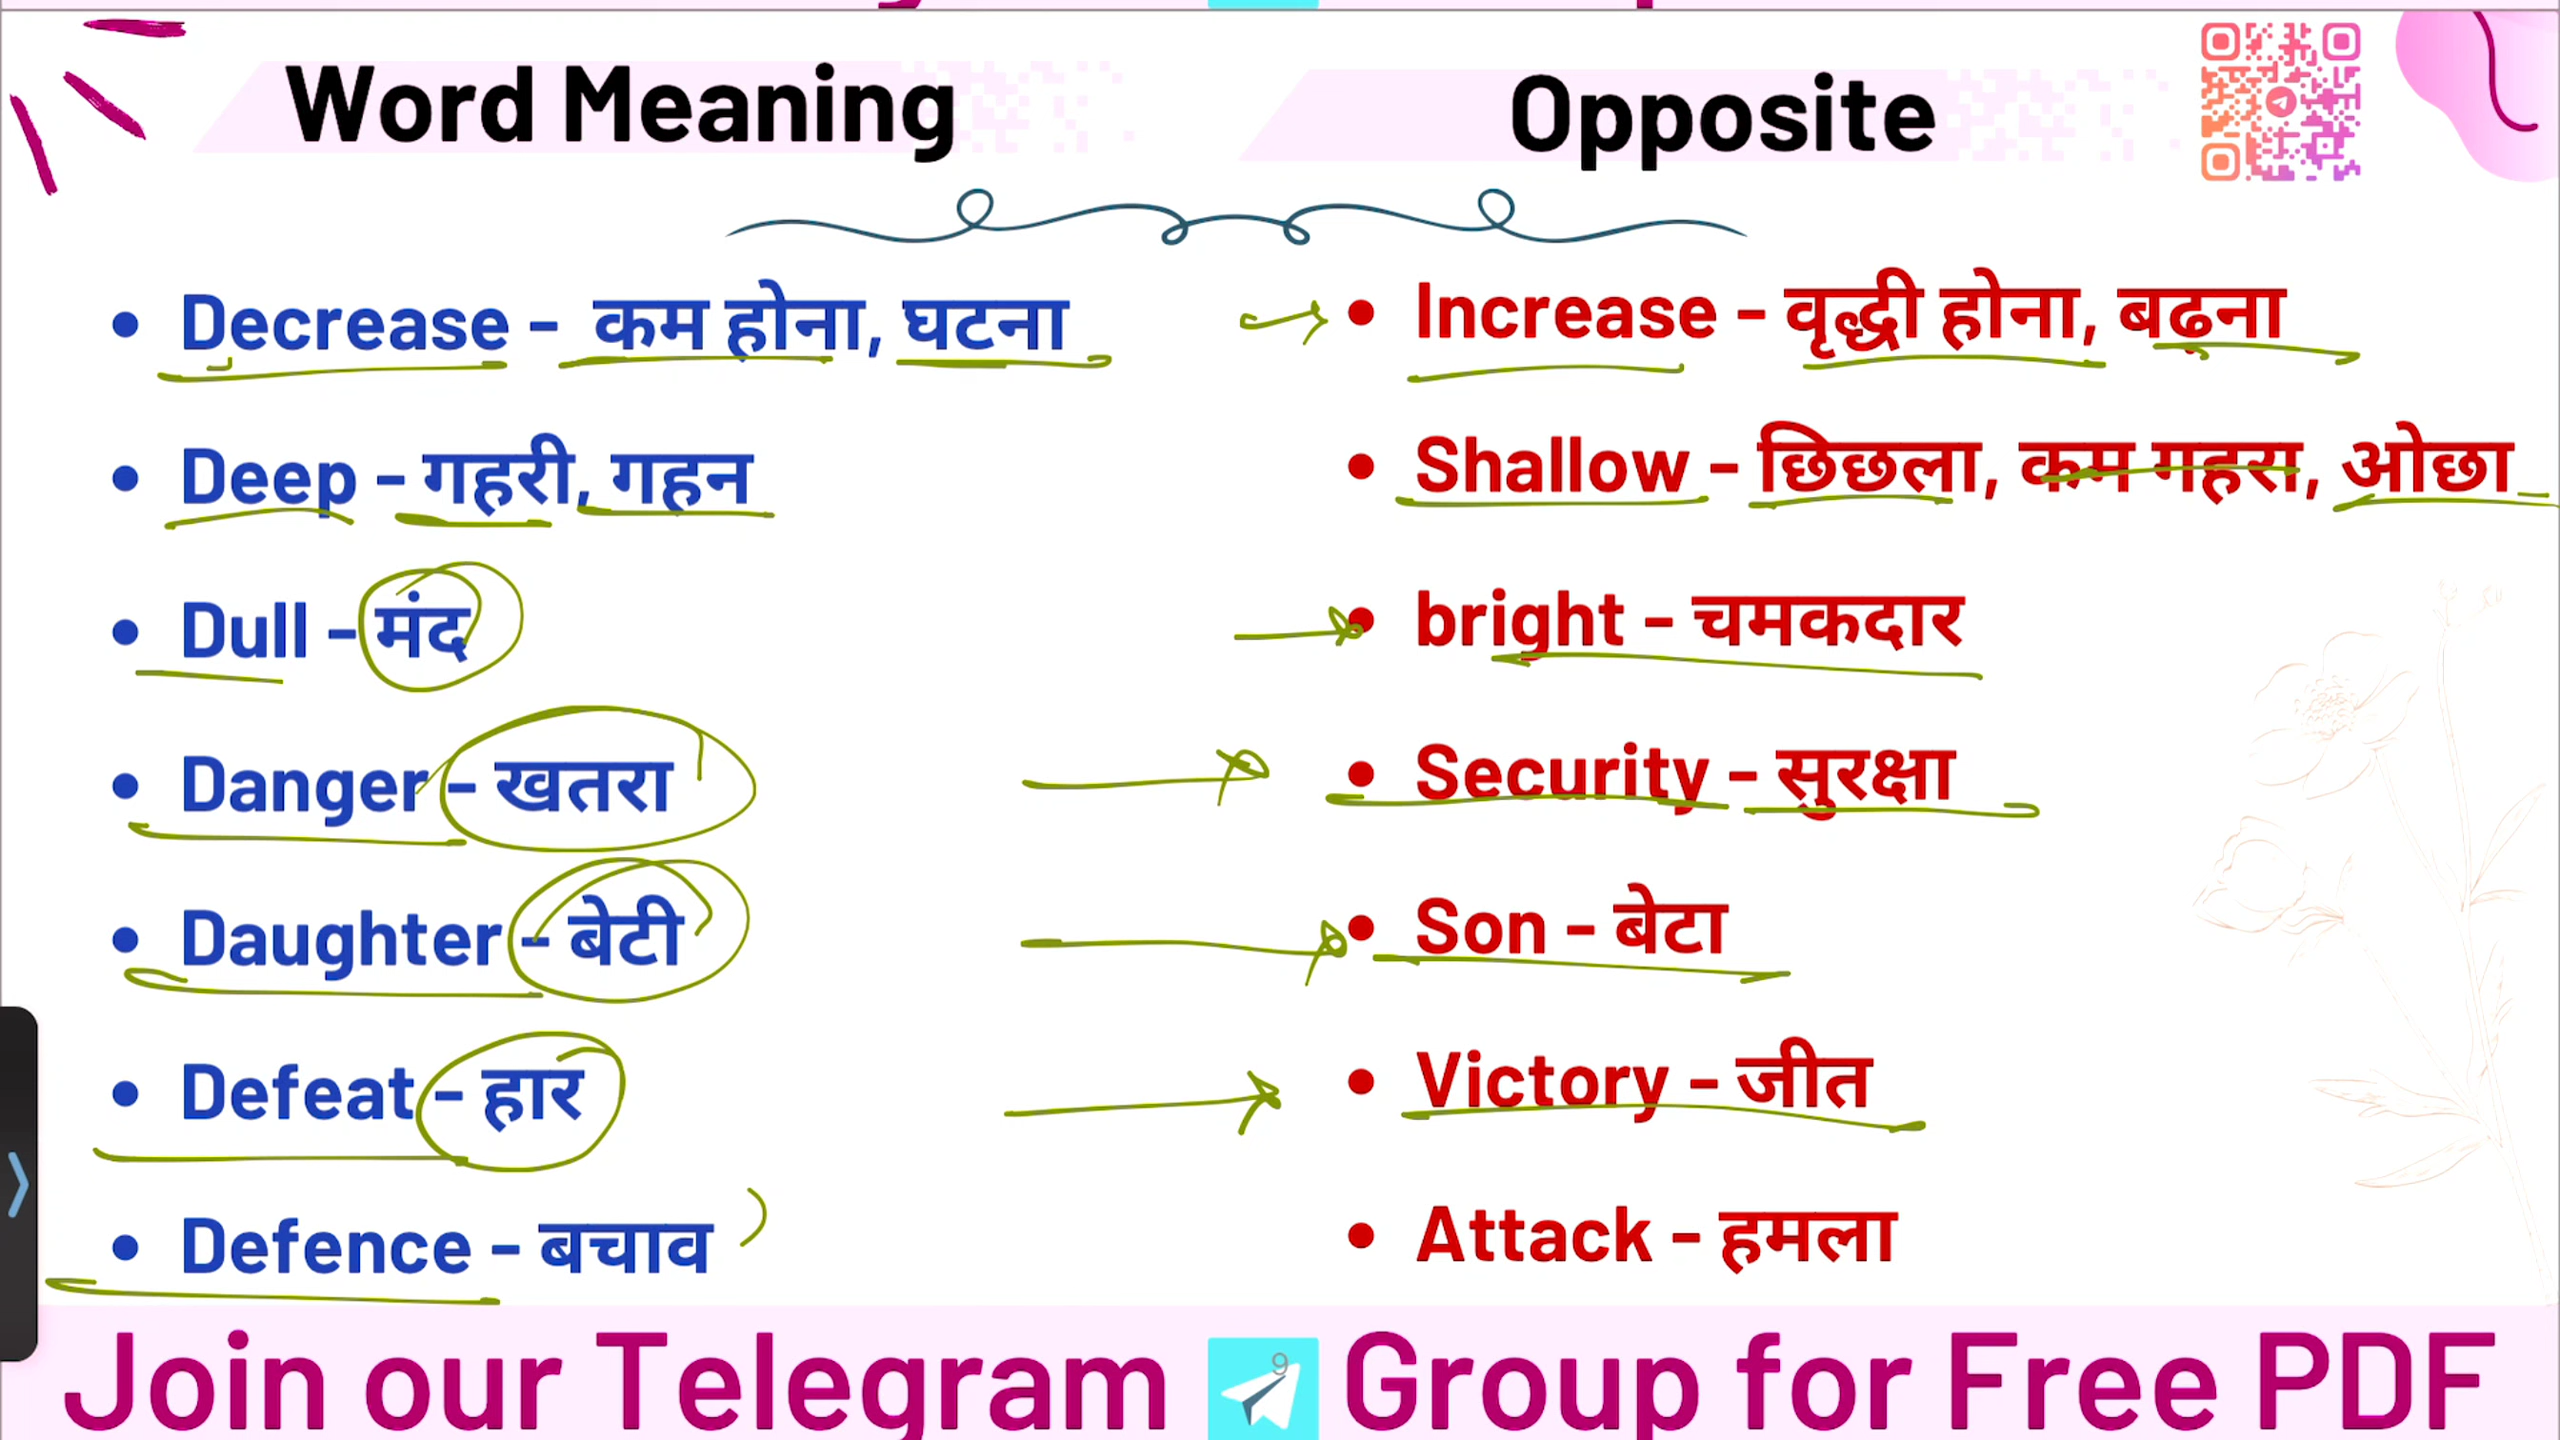 Word Meaning
Opposite
• Decrease - कम होना, घटना
• Increase - वृद्धी होना, बढ़ना
• Deep - गहरी, गहन
• Shallow - छिछला, कम गहरा, ओछा
• Dull - मंद
• bright - चमकदार
• Danger - खतरा
• Security - सुरक्षा
• Daughter - बेटी
• Son - बेटा
• Defeat - हार
• Victory - जीत
• Defence - बचाव
• Attack - हमला
Join our Telegram 9 Group for Free PDF